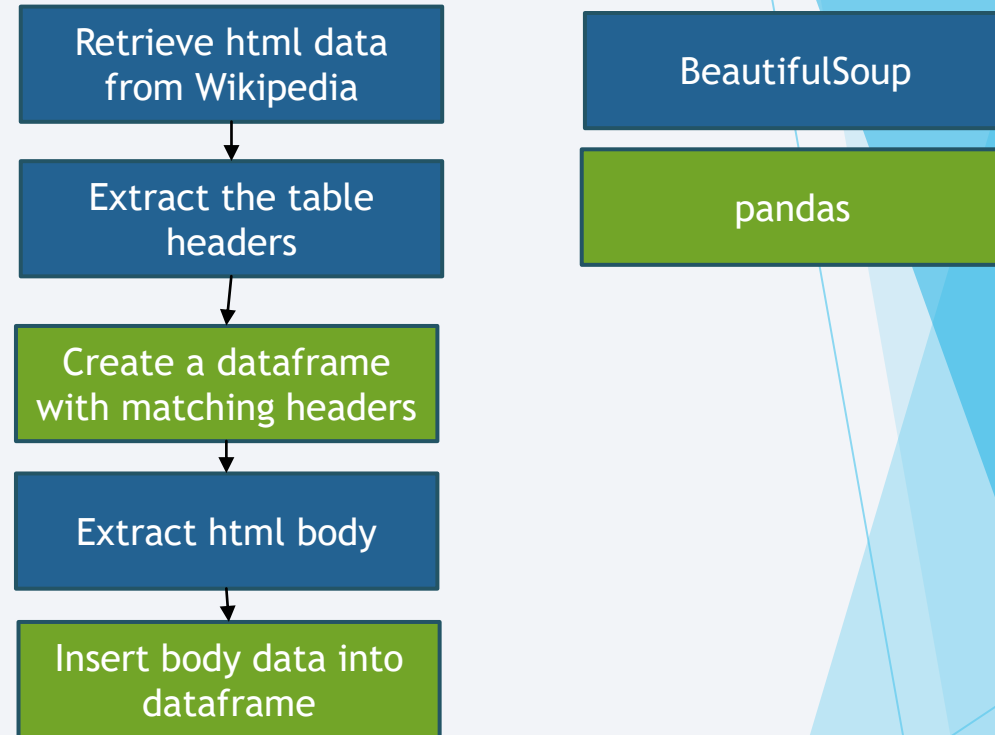 Retrieve html data
from Wikipedia
Extract the table
headers
Create a dataframe
with matching headers
Extract html body
Insert body data into
dataframe
BeautifulSoup
pandas